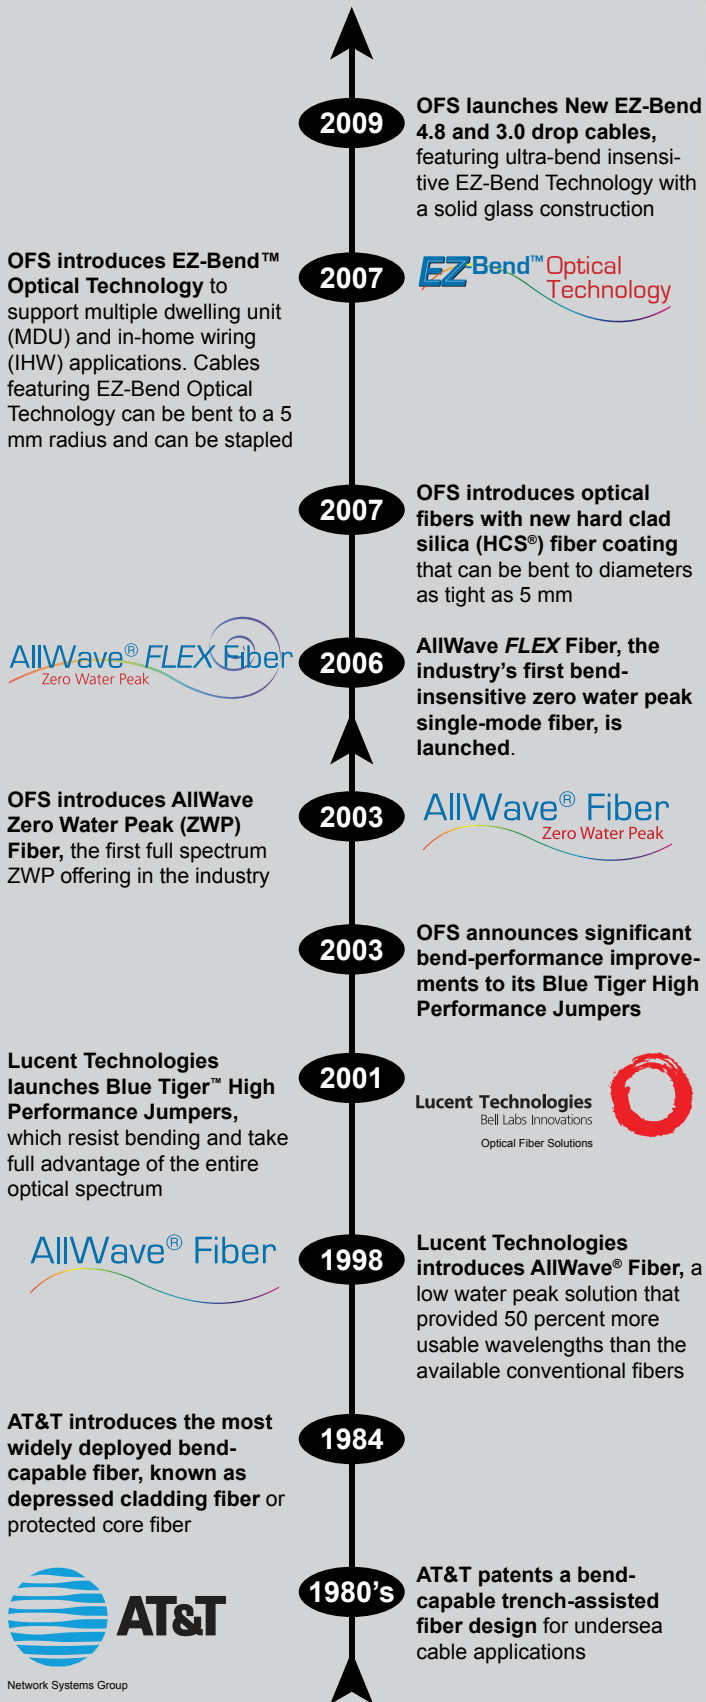 2009
OFS launches New EZ-Bend
4.8 and 3.0 drop cables,
featuring ultra-bend insensi-
tive EZ-Bend Technology with
a solid glass construction
OFS introduces EZ-Bend™
Optical Technology to
support multiple dwelling unit
(MDU) and in-home wiring
(IHW) applications. Cables
featuring EZ-Bend Optical
Technology can be bent to a 5
mm radius and can be stapled
2007
EZ-Bend™ Optical
Technology
2007
OFS introduces optical
fibers with new hard clad
silica (HCS®) fiber coating
that can be bent to diameters
as tight as 5 mm
AllWave® FLEX Fiber
Zero Water Peak
2006
AllWave FLEX Fiber, the
industry's first bend-
insensitive zero water peak
single-mode fiber, is
launched.
OFS introduces AllWave
Zero Water Peak (ZWP)
Fiber, the first full spectrum
ZWP offering in the industry
2003
AllWave® Fiber
Zero Water Peak
2003
OFS announces significant
bend-performance improve-
ments to its Blue Tiger High
Performance Jumpers
Lucent Technologies
launches Blue Tiger™ High
Performance Jumpers,
which resist bending and take
full advantage of the entire
optical spectrum
2001
Lucent Technologies
Bell Labs Innovations
Optical Fiber Solutions
AllWave® Fiber
1998
Lucent Technologies
introduces AllWave® Fiber, a
low water peak solution that
provided 50 percent more
usable wavelengths than the
available conventional fibers
AT&T introduces the most
widely deployed bend-
capable fiber, known as
depressed cladding fiber or
protected core fiber
1984
AT&T
Network Systems Group
1980's
AT&T patents a bend-
capable trench-assisted
fiber design for undersea
cable applications